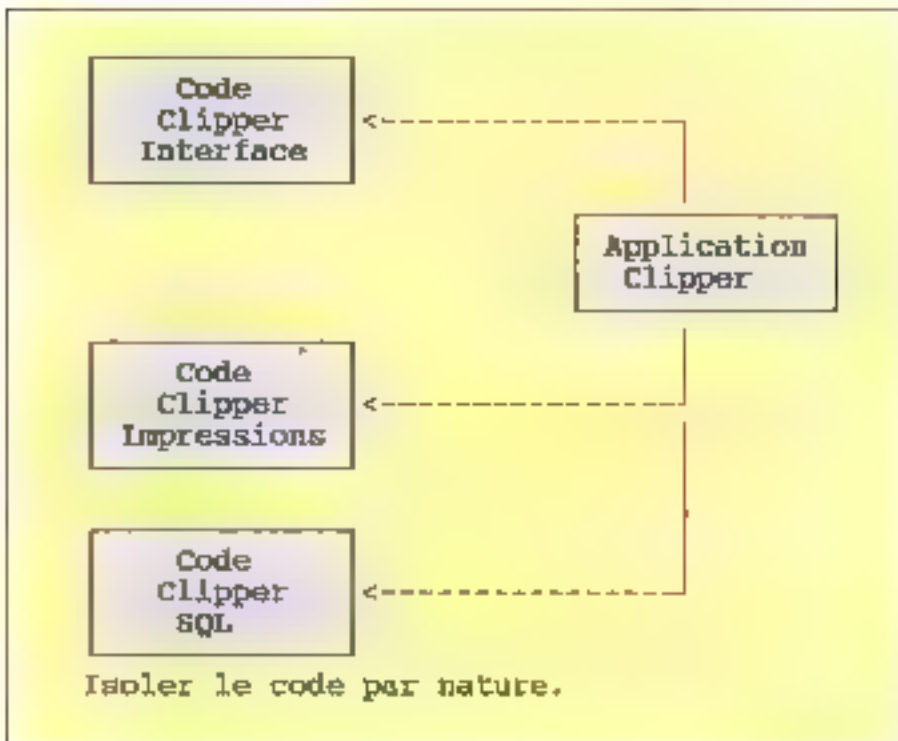 Code
Clipper
Interface
Application
Clipper
Code
Clipper
Impressions
Code
Clipper
SQL
Isoler le code par nature.